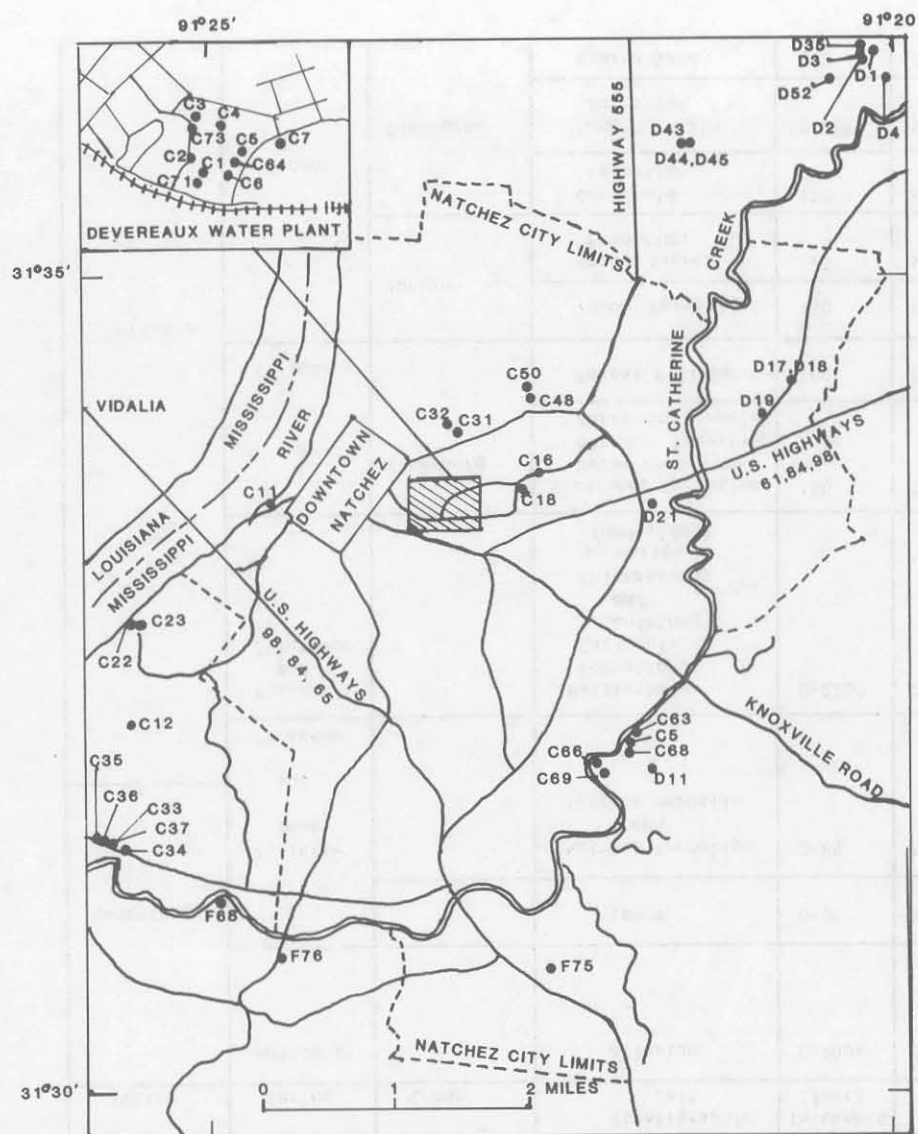 91°25'
91°20
C3
C4
C73
C5
C7
C2
C1
C64
C71
C6
DEVEREAUX WATER PLANT
D35
D3
D1
D52
D2
D4
HIGHWAY 555
D43
D44, D45
NATCHEZ CITY LIMITS
CREEK
31°35'
MISSISSIPPI
RIVER
VIDALIA
C50
C48
D17, D18
D19
ST. CATHERINE
C32
C31
C16
C18
U.S. HIGHWAYS
61,84,98
DOWNTOWN
NATCHEZ
C11
D21
LOUISIANA
MISSISSIPPI
C23
C22
U.S. HIGHWAYS
98, 84, 65
C12
C63
C5
C66
C68
C69
D11
KNOXVILLE ROAD
C35
C36
C33
C37
C34
F68
F76
F75
NATCHEZ CITY LIMITS
31°30'
0
1
2
MILES